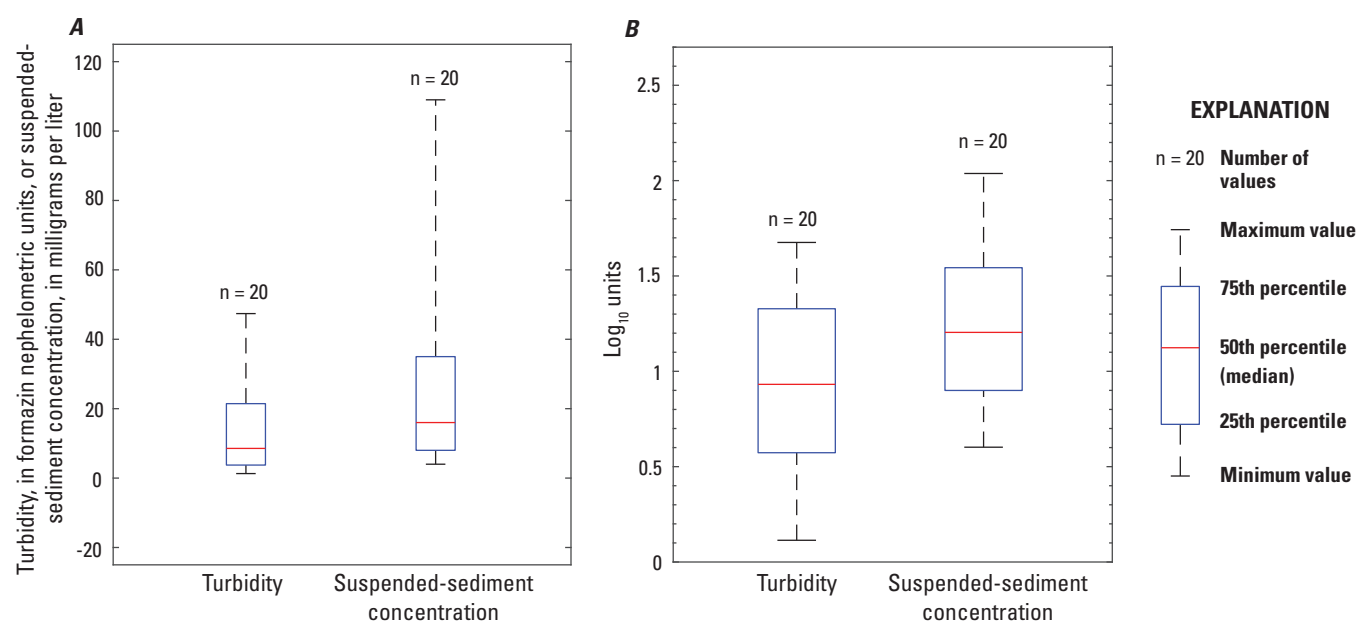 A
Turbidity, in formazin nephelometric units, or suspended-
sediment concentration, in milligrams per liter
120
100
80
60
40
20
0
-20
n = 20
n = 20
Turbidity
Suspended-sediment
concentration
B
Log10 units
2.5
2
1.5
1
0.5
0
n = 20
n = 20
Turbidity
Suspended-sediment
concentration
EXPLANATION
n = 20 Number of
values
Maximum value
75th percentile
50th percentile
(median)
25th percentile
Minimum value